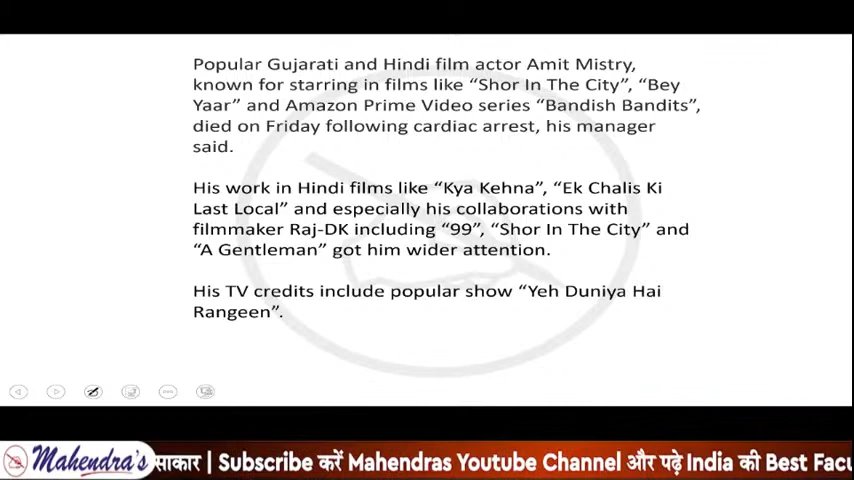 Popular Gujarati and Hindi film actor Amit Mistry,
known for starring in films like “Shor In The City”, “Bey
Yaar” and Amazon Prime Video series “Bandish Bandits”,
died on Friday following cardiac arrest, his manager
said.
His work in Hindi films like “Kya Kehna”, “Ek Chalis Ki
Last Local” and especially his collaborations with
filmmaker Raj-DK including “99”, “Shor In The City” and
“A Gentleman” got him wider attention.
His TV credits include popular show “Yeh Duniya Hai
Rangeen”.
Mahendra's साकार | Subscribe करें Mahendras Youtube Channel और पढ़े India की Best Facu